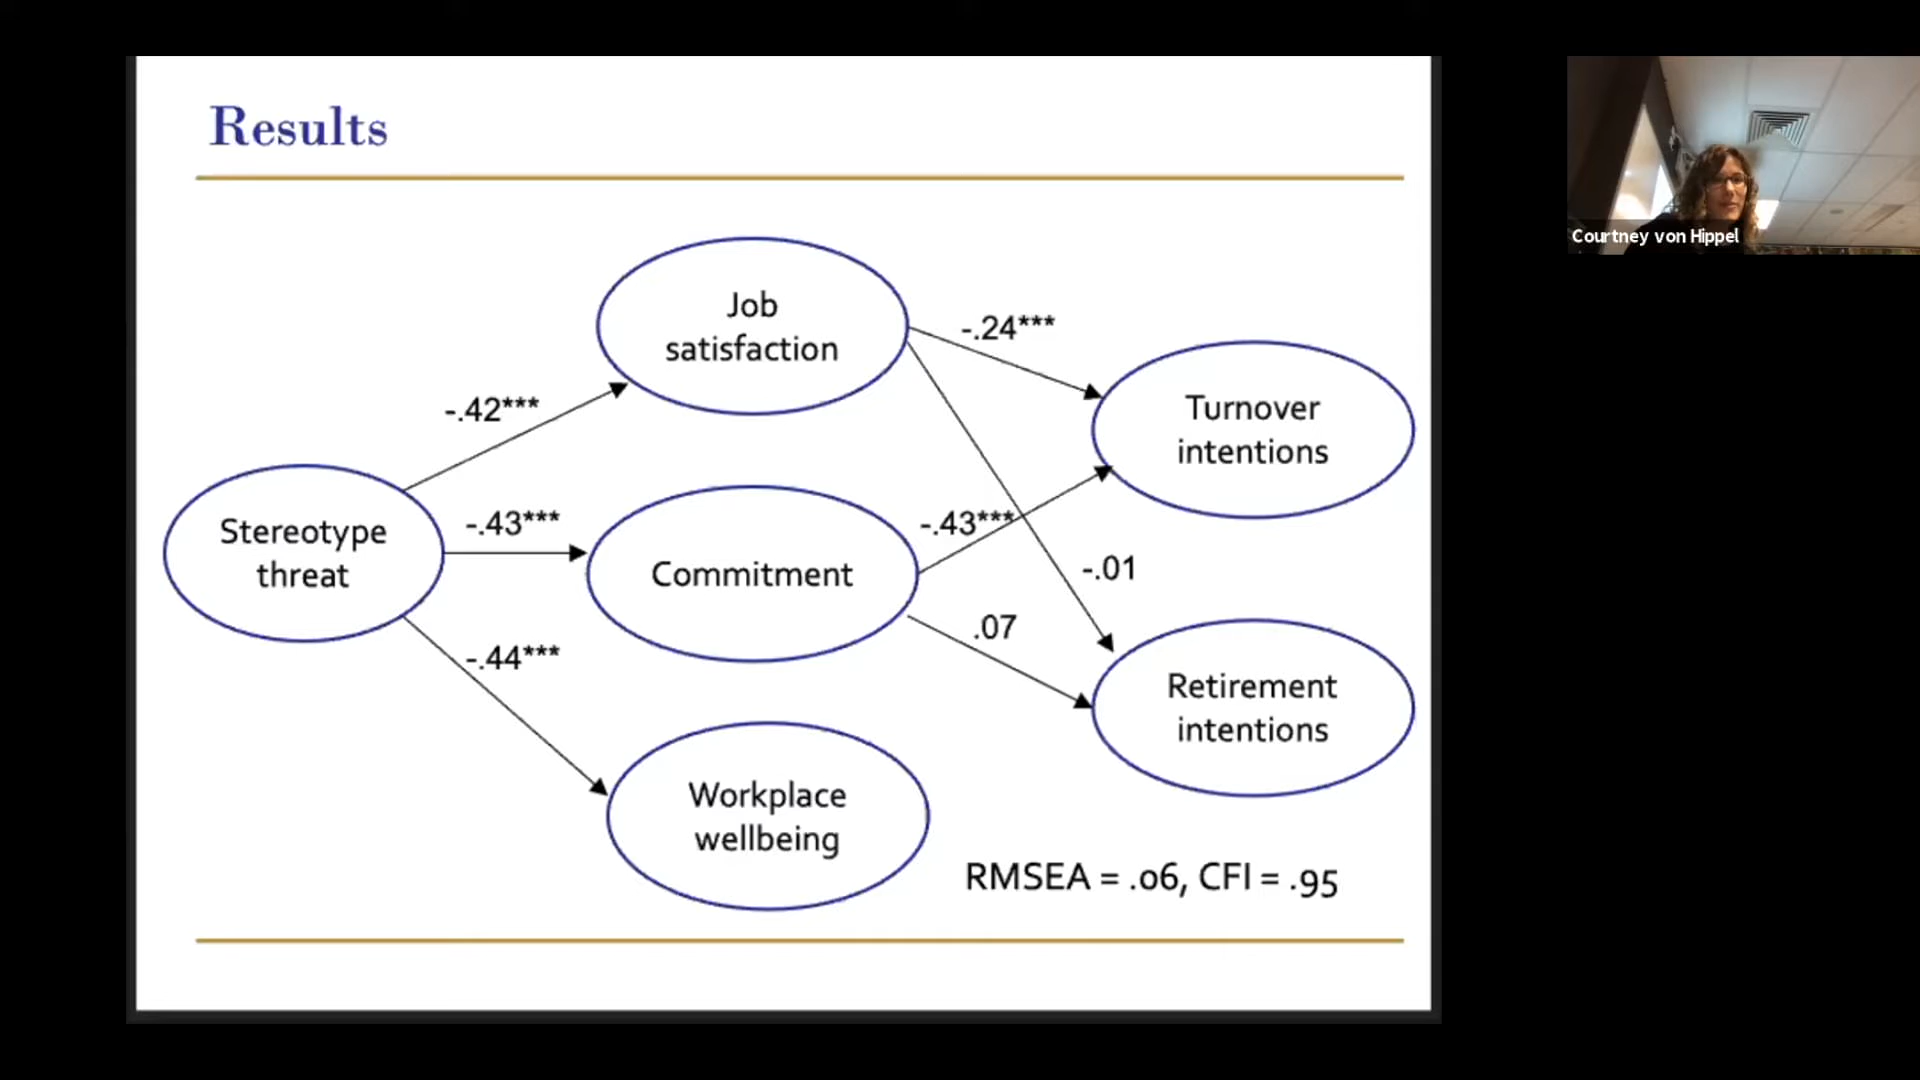 Results
Job
satisfaction
-.24***
Turnover
intentions
-.42***
Stereotype
threat
-.43***
Commitment
-.43***
-.01
.07
-.44***
Retirement
intentions
Workplace
wellbeing
RMSEA = .06, CFI = .95
Courtney von Hippel